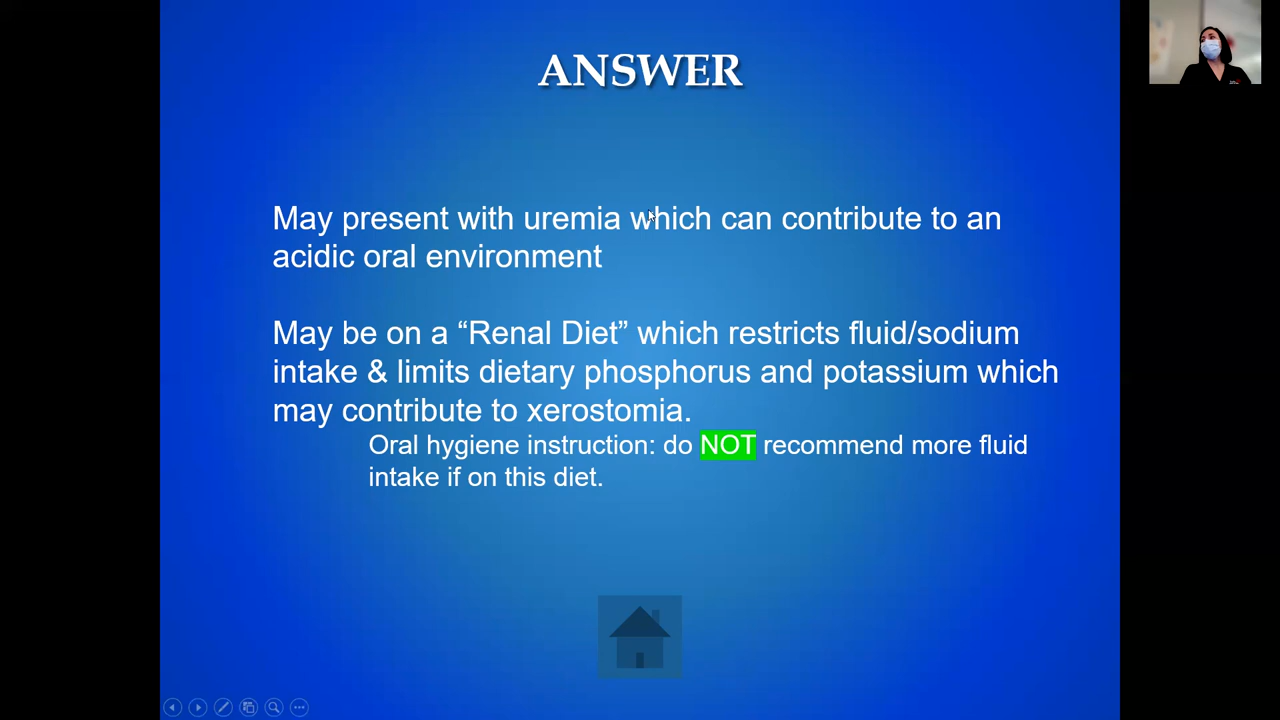 ANSWER
May present with uremia which can contribute to an
acidic oral environment
May be on a “Renal Diet” which restricts fluid/sodium
intake & limits dietary phosphorus and potassium which
may contribute to xerostomia.
Oral hygiene instruction: do NOT recommend more fluid
intake if on this diet.